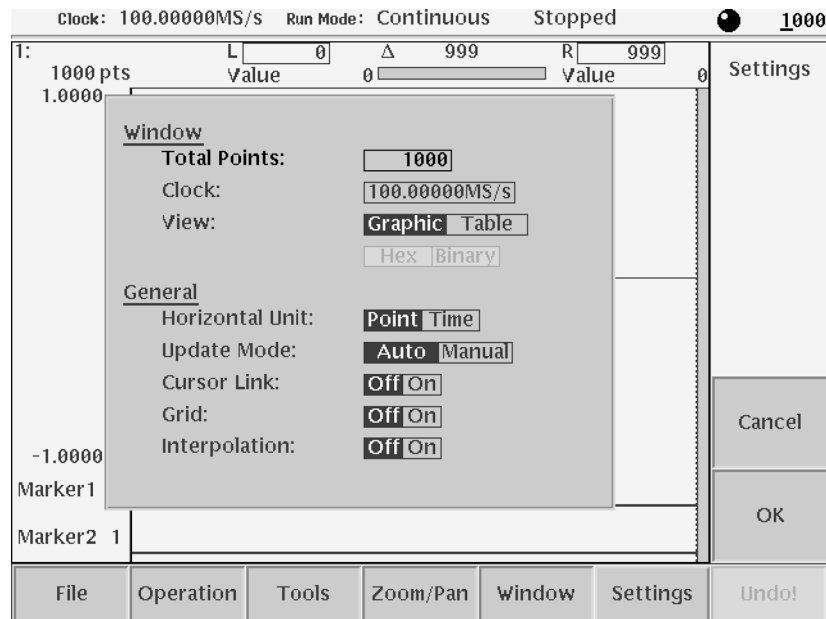 Clock: 100.00000MS/s Run Mode: Continuous Stopped 1000
1: L 0 Δ 999 R 999
1000 pts Value 0 Value 0
1.0000
Settings
Window
Total Points: 1000
Clock: 100.00000MS/s
View: Graphic Table
Hex Binary
General
Horizontal Unit: Point Time
Update Mode: Auto Manual
Cursor Link: Off On
Grid: Off On
Interpolation: Off On
-1.0000
Marker1
Marker2 1
Cancel
OK
File Operation Tools Zoom/Pan Window Settings Undo!